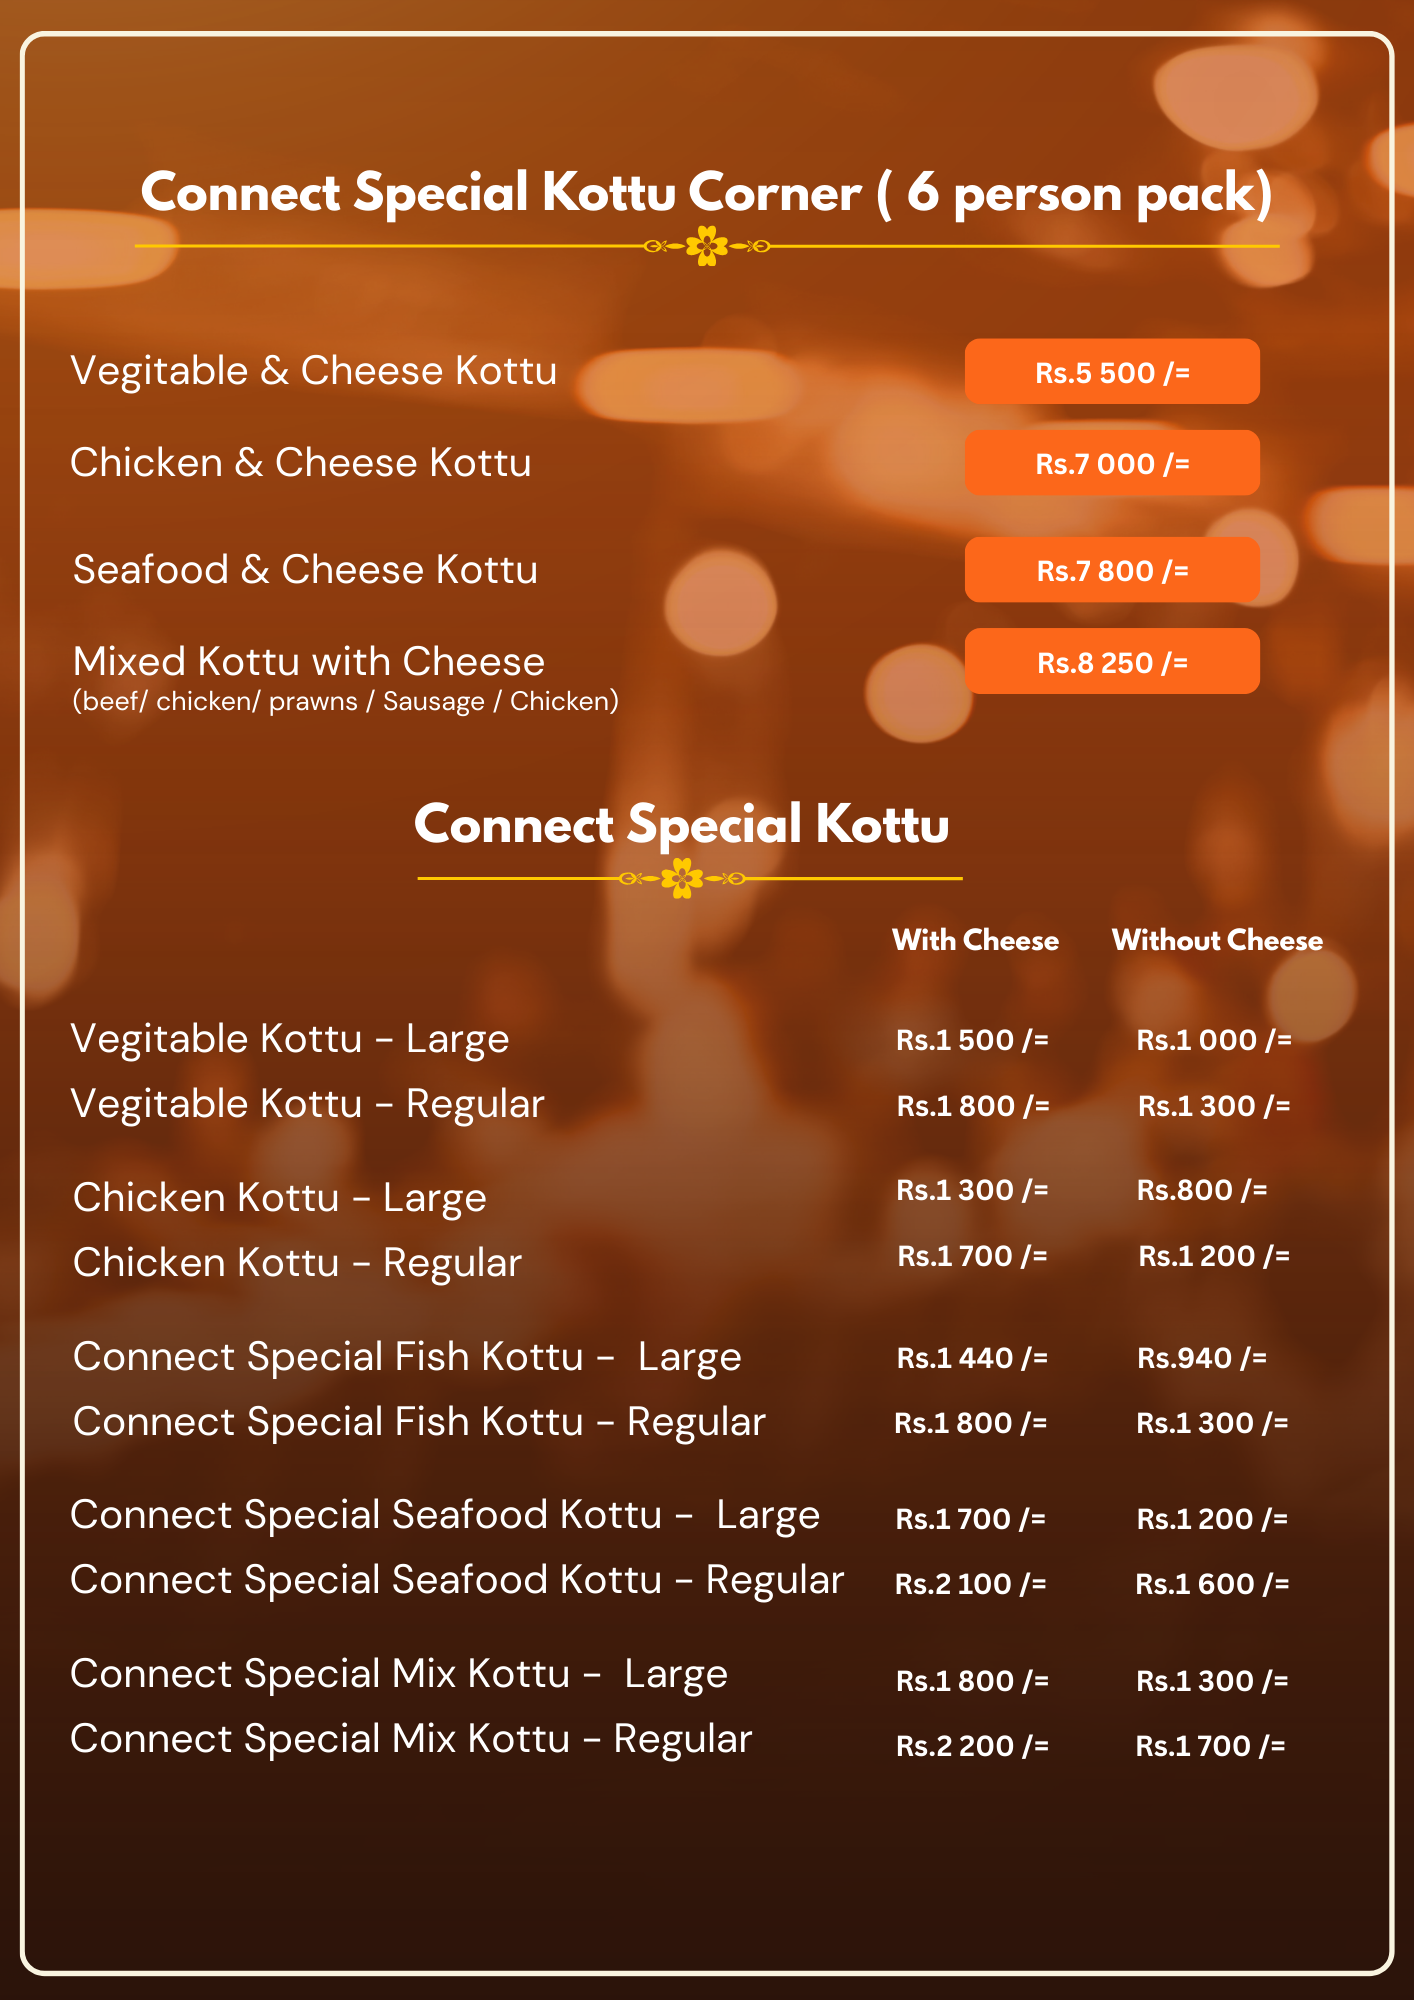 Connect Special Kottu Corner ( 6 person pack)
Vegitable & Cheese Kottu Rs.5 500 /=
Chicken & Cheese Kottu Rs.7 000 /=
Seafood & Cheese Kottu Rs.7 800 /=
Mixed Kottu with Cheese Rs.8 250 /=
(beef/ chicken/ prawns / Sausage / Chicken)
Connect Special Kottu
With Cheese Without Cheese
Vegitable Kottu - Large Rs.1 500 /= Rs.1 000 /=
Vegitable Kottu - Regular Rs.1 800 /= Rs.1 300 /=
Chicken Kottu - Large Rs.1 300 /= Rs.800 /=
Chicken Kottu - Regular Rs.1 700 /= Rs.1 200 /=
Connect Special Fish Kottu - Large Rs.1 440 /= Rs.940 /=
Connect Special Fish Kottu - Regular Rs.1 800 /= Rs.1 300 /=
Connect Special Seafood Kottu - Large Rs.1 700 /= Rs.1 200 /=
Connect Special Seafood Kottu - Regular Rs.2 100 /= Rs.1 600 /=
Connect Special Mix Kottu - Large Rs.1 800 /= Rs.1 300 /=
Connect Special Mix Kottu - Regular Rs.2 200 /= Rs.1 700 /=